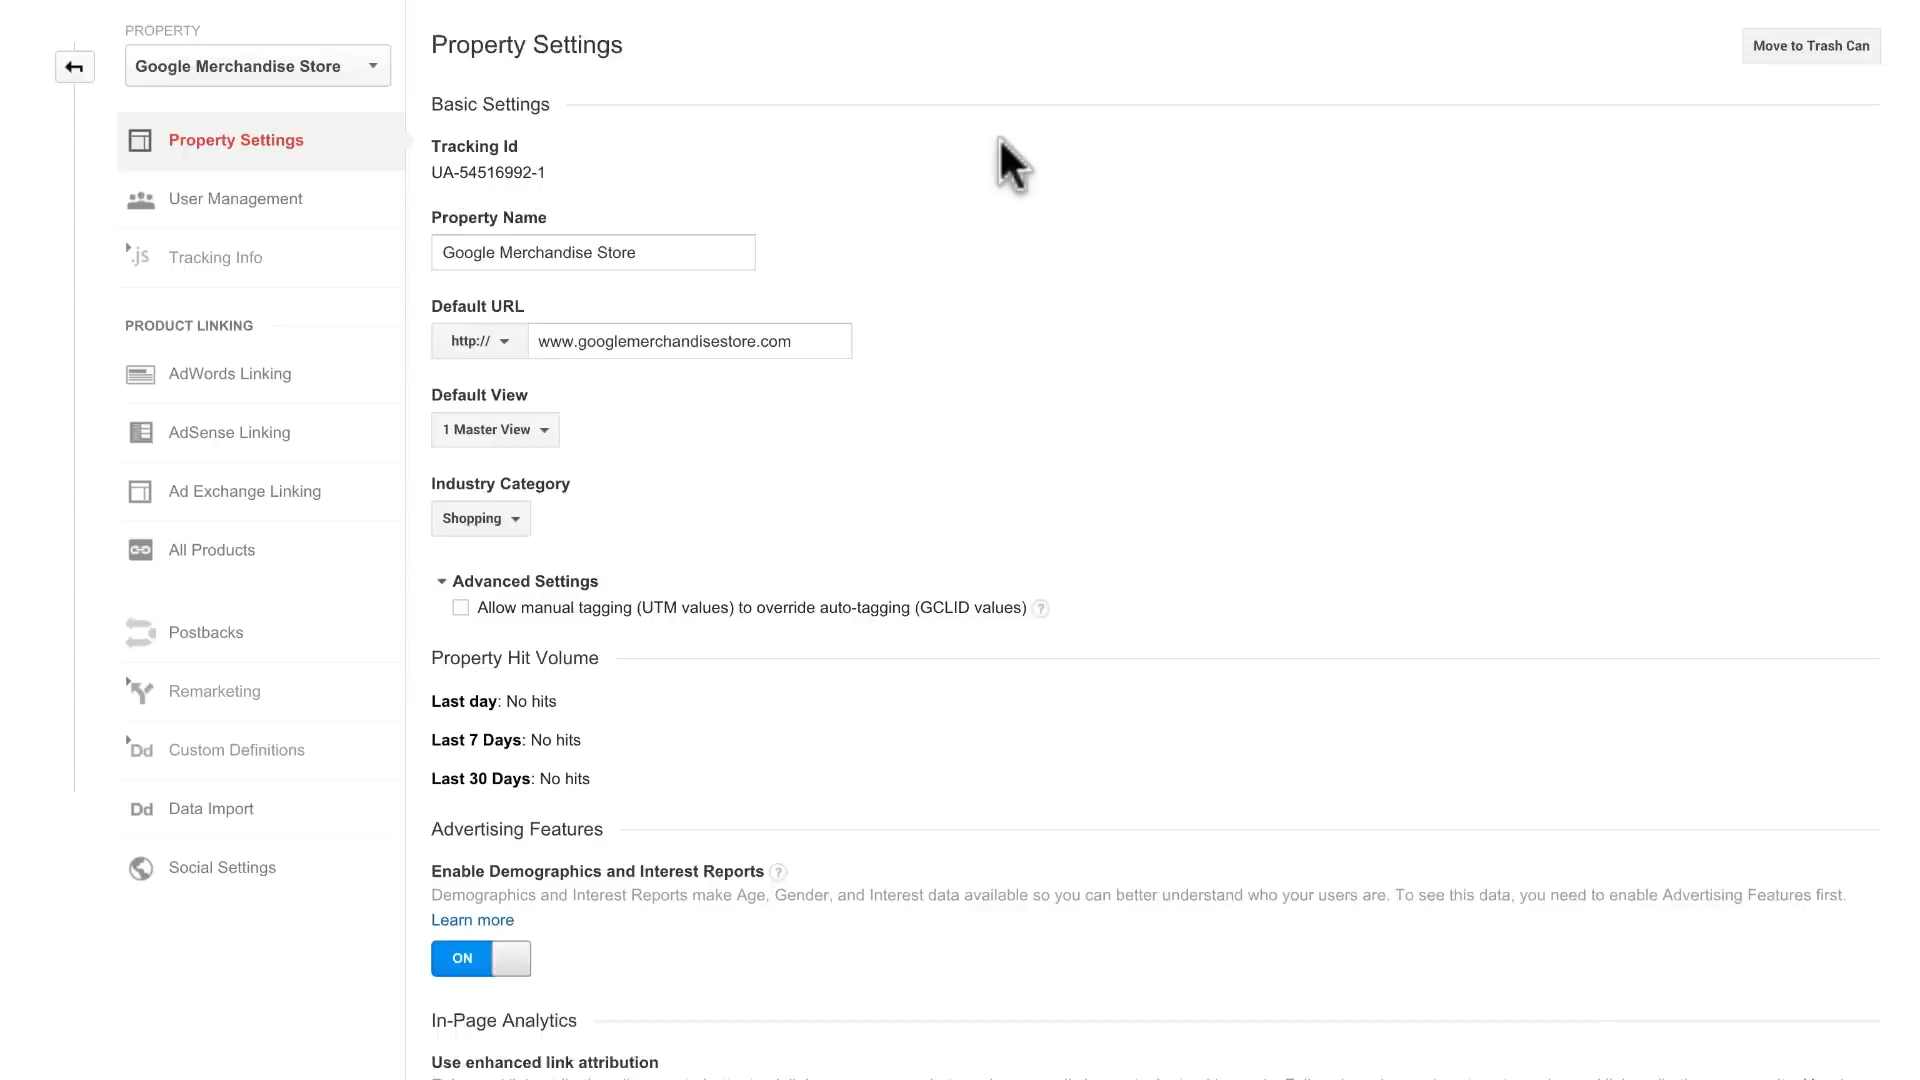 PROPERTY
Google Merchandise Store
Property Settings
User Management
.js Tracking Info
PRODUCT LINKING
AdWords Linking
AdSense Linking
Ad Exchange Linking
All Products
Postbacks
Remarketing
Dd Custom Definitions
Dd Data Import
Social Settings
Property Settings
Move to Trash Can
Basic Settings
Tracking Id
UA-54516992-1
Property Name
Google Merchandise Store
Default URL
http:// www.googlemerchandisestore.com
Default View
1 Master View
Industry Category
Shopping
Advanced Settings
Allow manual tagging (UTM values) to override auto-tagging (GCLID values) ?
Property Hit Volume
Last day: No hits
Last 7 Days: No hits
Last 30 Days: No hits
Advertising Features
Enable Demographics and Interest Reports ?
Demographics and Interest Reports make Age, Gender, and Interest data available so you can better understand who your users are. To see this data, you need to enable Advertising Features first.
Learn more
ON
In-Page Analytics
Use enhanced link attribution